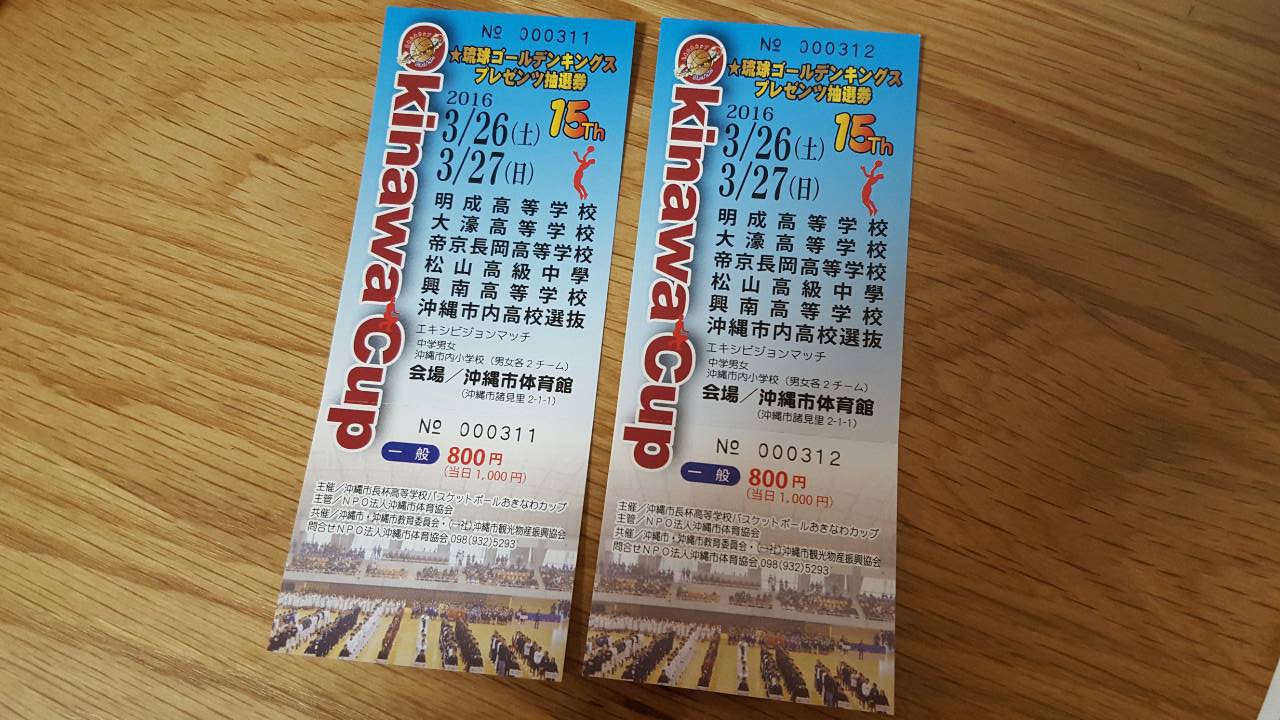 Okinawa Cup
№ 000311
★琉球ゴールデンキングス
プレゼンツ抽選券
2016
15Th
3/26(土)
3/27(日)
明成高等学校
大濠高等学校
帝京長岡高等学校
松山高級中學
興南高等学校
沖縄市内高校選抜
エキシビジョンマッチ
中学男女
沖縄市内小学校（男女各2チーム）
会場／沖縄市体育館
（沖縄市諸見里2-1-1）
№ 000311
一般 800円
（当日1,000円）
主催／沖縄市長杯高等学校バスケットボールおきなわカップ
主管／NPO法人沖縄市体育協会
共催／沖縄市・沖縄市教育委員会・(一社)沖縄市観光物産振興協会
問合せNPO法人沖縄市体育協会 098(932)5293
Okinawa Cup
№ 000312
★琉球ゴールデンキングス
プレゼンツ抽選券
2016
15Th
3/26(土)
3/27(日)
明成高等学校
大濠高等学校
帝京長岡高等学校
松山高級中學
興南高等学校
沖縄市内高校選抜
エキシビジョンマッチ
中学男女
沖縄市内小学校（男女各2チーム）
会場／沖縄市体育館
（沖縄市諸見里2-1-1）
№ 000312
一般 800円
（当日1,000円）
主催／沖縄市長杯高等学校バスケットボールおきなわカップ
主管／NPO法人沖縄市体育協会
共催／沖縄市・沖縄市教育委員会・(一社)沖縄市観光物産振興協会
問合せNPO法人沖縄市体育協会 098(932)5293